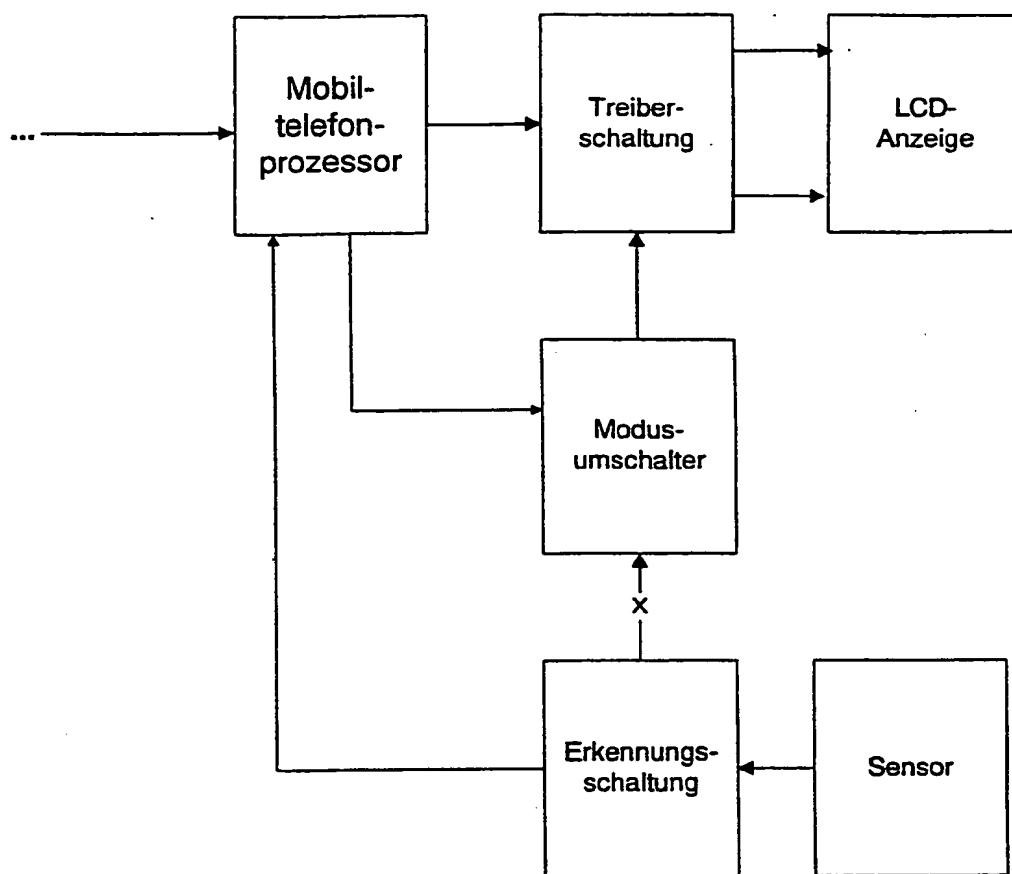 Mobil-
telefon-
prozessor
Treiber-
schaltung
LCD-
Anzeige
...
Modus-
umschalter
x
Erkennungs-
schaltung
Sensor